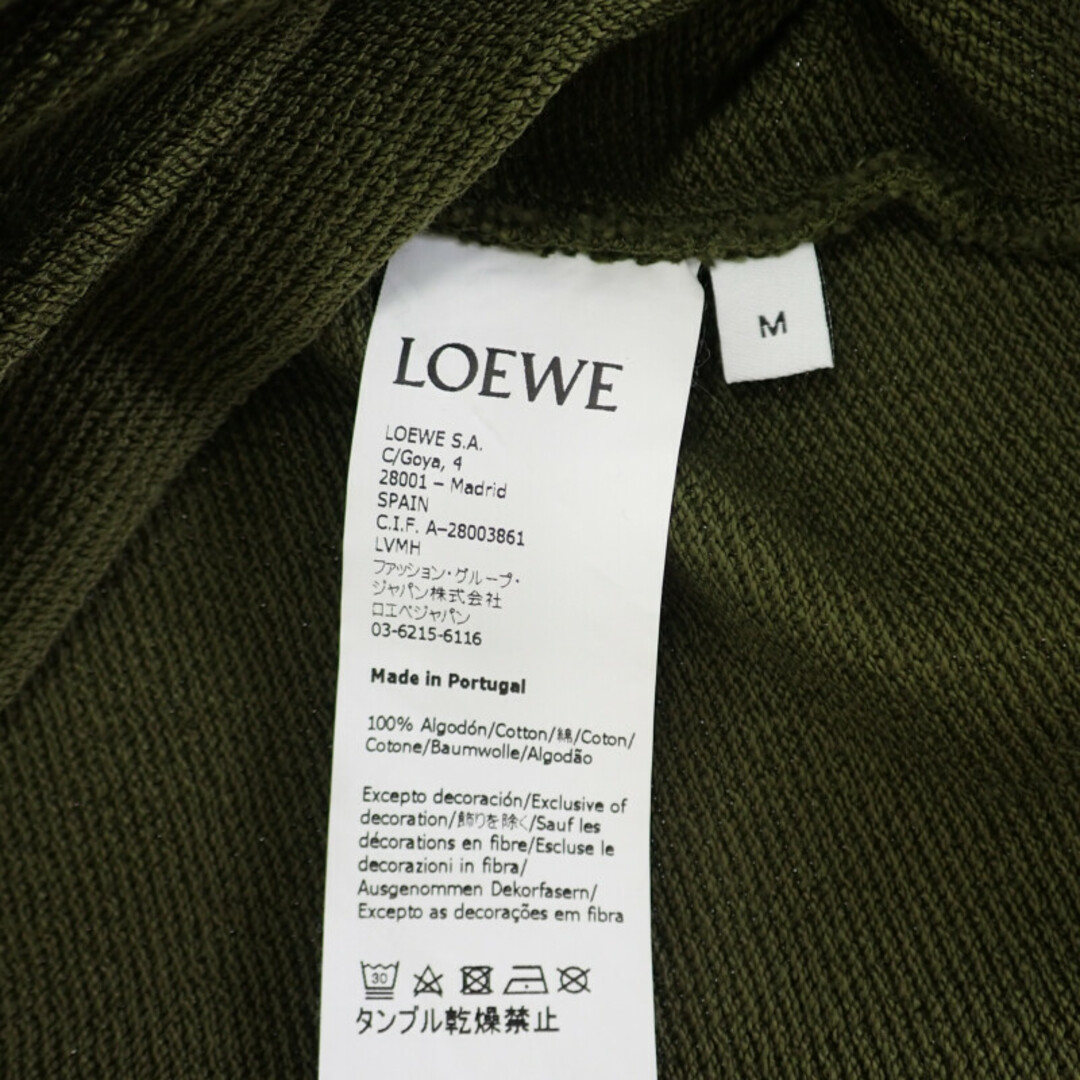 LOEWE
M
LOEWE S.A.
C/Goya, 4
28001 – Madrid
SPAIN
C.I.F. A–28003861
LVMH
ファッション・グループ・
ジャパン株式会社
ロエベジャパン
03-6215-6116
Made in Portugal
100% Algodón/Cotton/綿/Coton/
Cotone/Baumwolle/Algodão
Excepto decoración/Exclusive of
decoration/飾りを除く/Sauf les
décorations en fibre/Escluse le
decorazioni in fibra/
Ausgenommen Dekorfasern/
Excepto as decorações em fibra
30
タンブル乾燥禁止